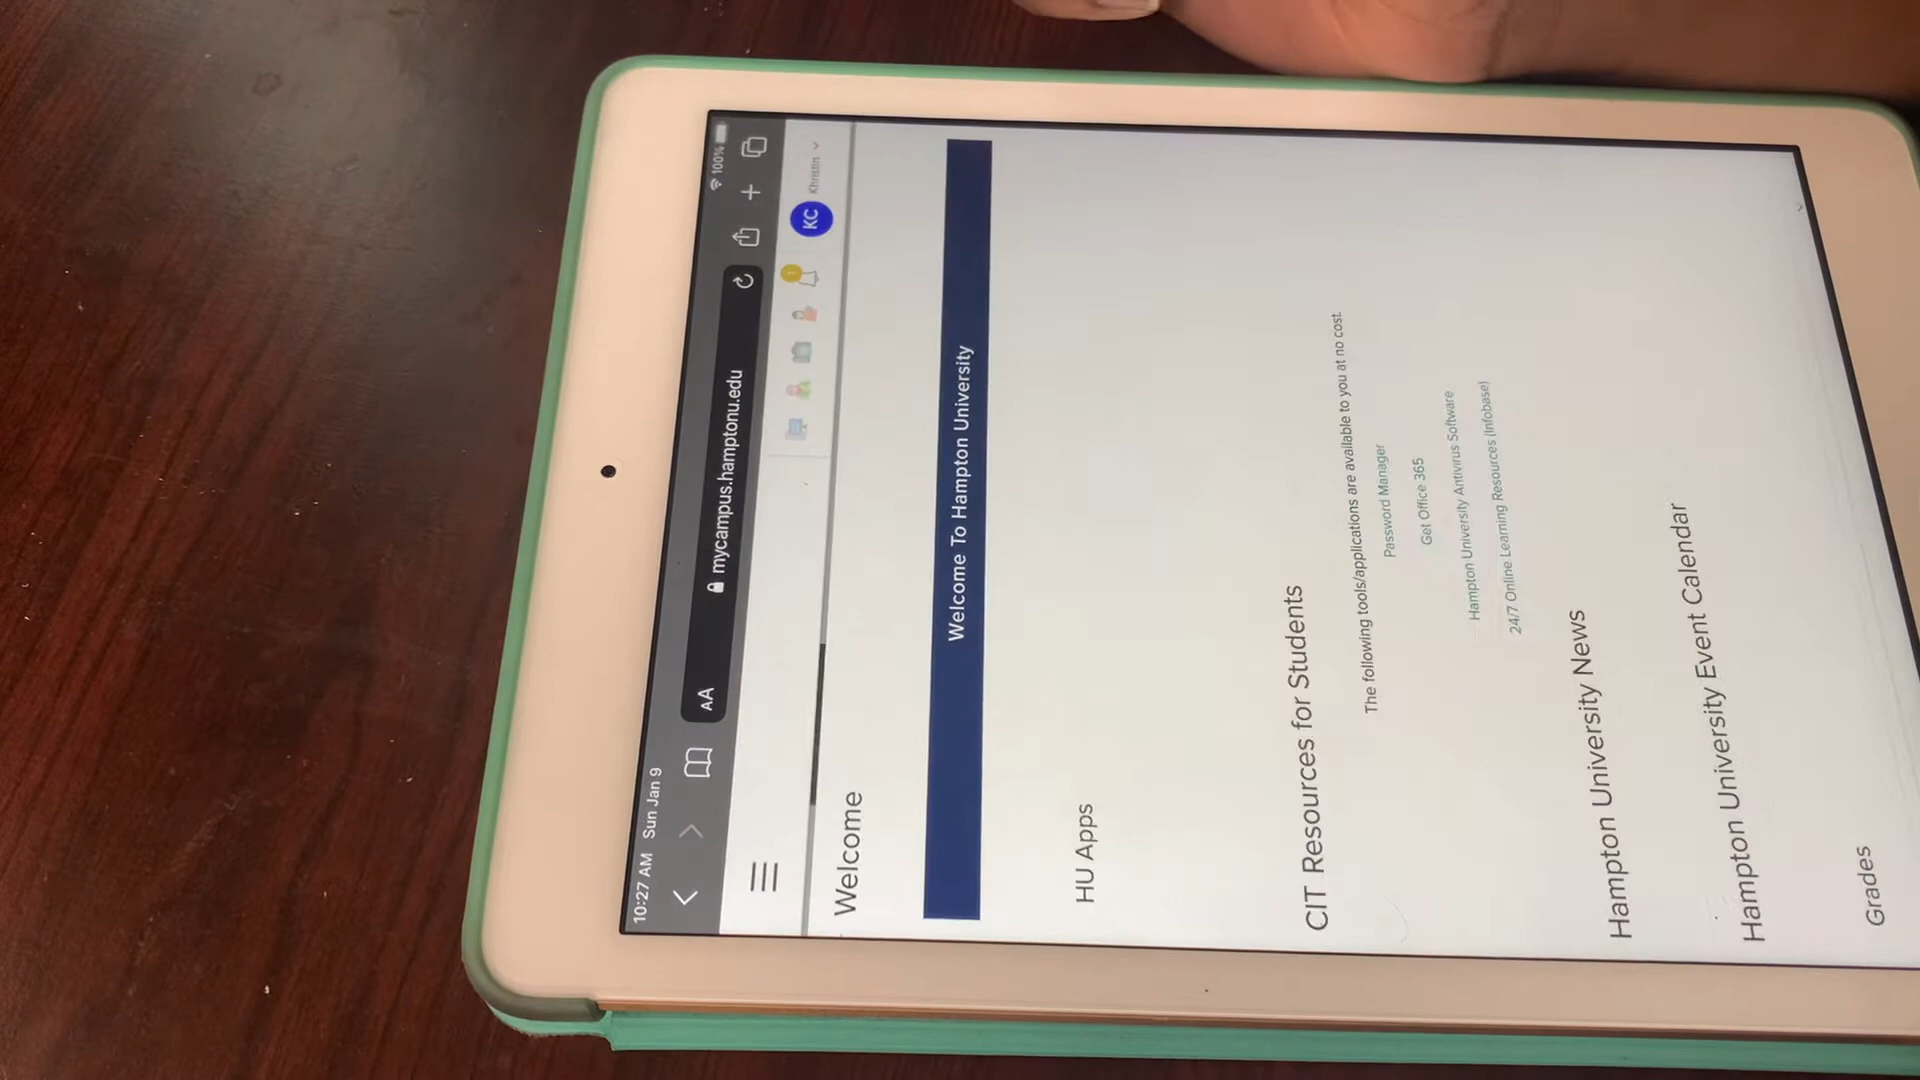 10:27 AM Sun Jan 9
100%
AA
mycampus.hamptonu.edu
1
KC
Khristin
Welcome
Welcome To Hampton University
HU Apps
CIT Resources for Students
The following tools/applications are available to you at no cost.
Password Manager
Get Office 365
Hampton University Antivirus Software
24/7 Online Learning Resources (Infobase)
Hampton University News
Hampton University Event Calendar
Grades